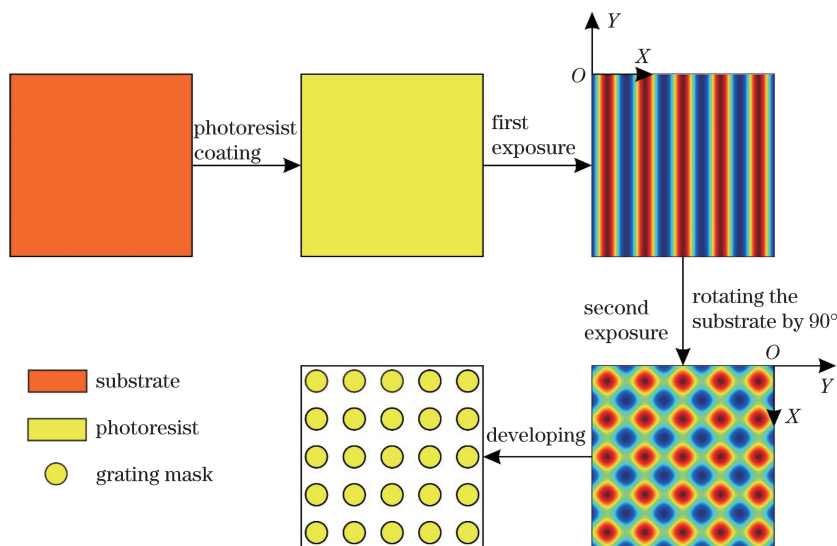 Y
X
O
photoresist
coating
first
exposure
second
exposure
rotating the
substrate by 90°
O
Y
X
developing
substrate
photoresist
grating mask